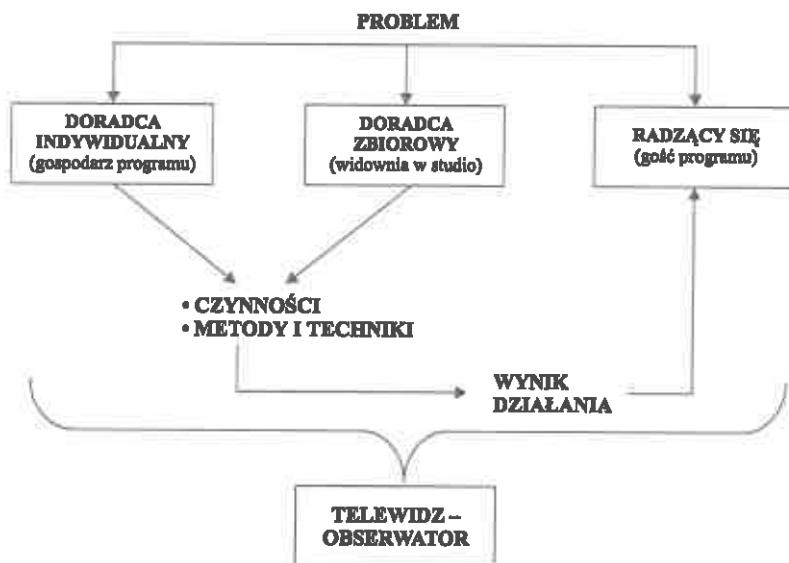 PROBLEM
DORADCA
INDYWIDUALNY
(gospodarz programu)
DORADCA
ZBIOROWY
(widownia w studio)
RADZĄCY SIĘ
(gość programu)
• CZYNNOŚCI
• METODY I TECHNIKI
WYNIK
DZIAŁANIA
TELEWIDZ –
OBSERWATOR